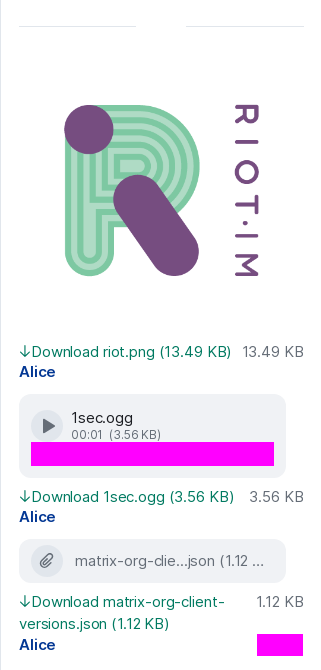 RIOT·IM
↓Download riot.png (13.49 KB) 13.49 KB
Alice
1sec.ogg
00:01 (3.56 KB)
↓Download 1sec.ogg (3.56 KB) 3.56 KB
Alice
matrix-org-clie...json (1.12 ...
↓Download matrix-org-client- 1.12 KB
versions.json (1.12 KB)
Alice